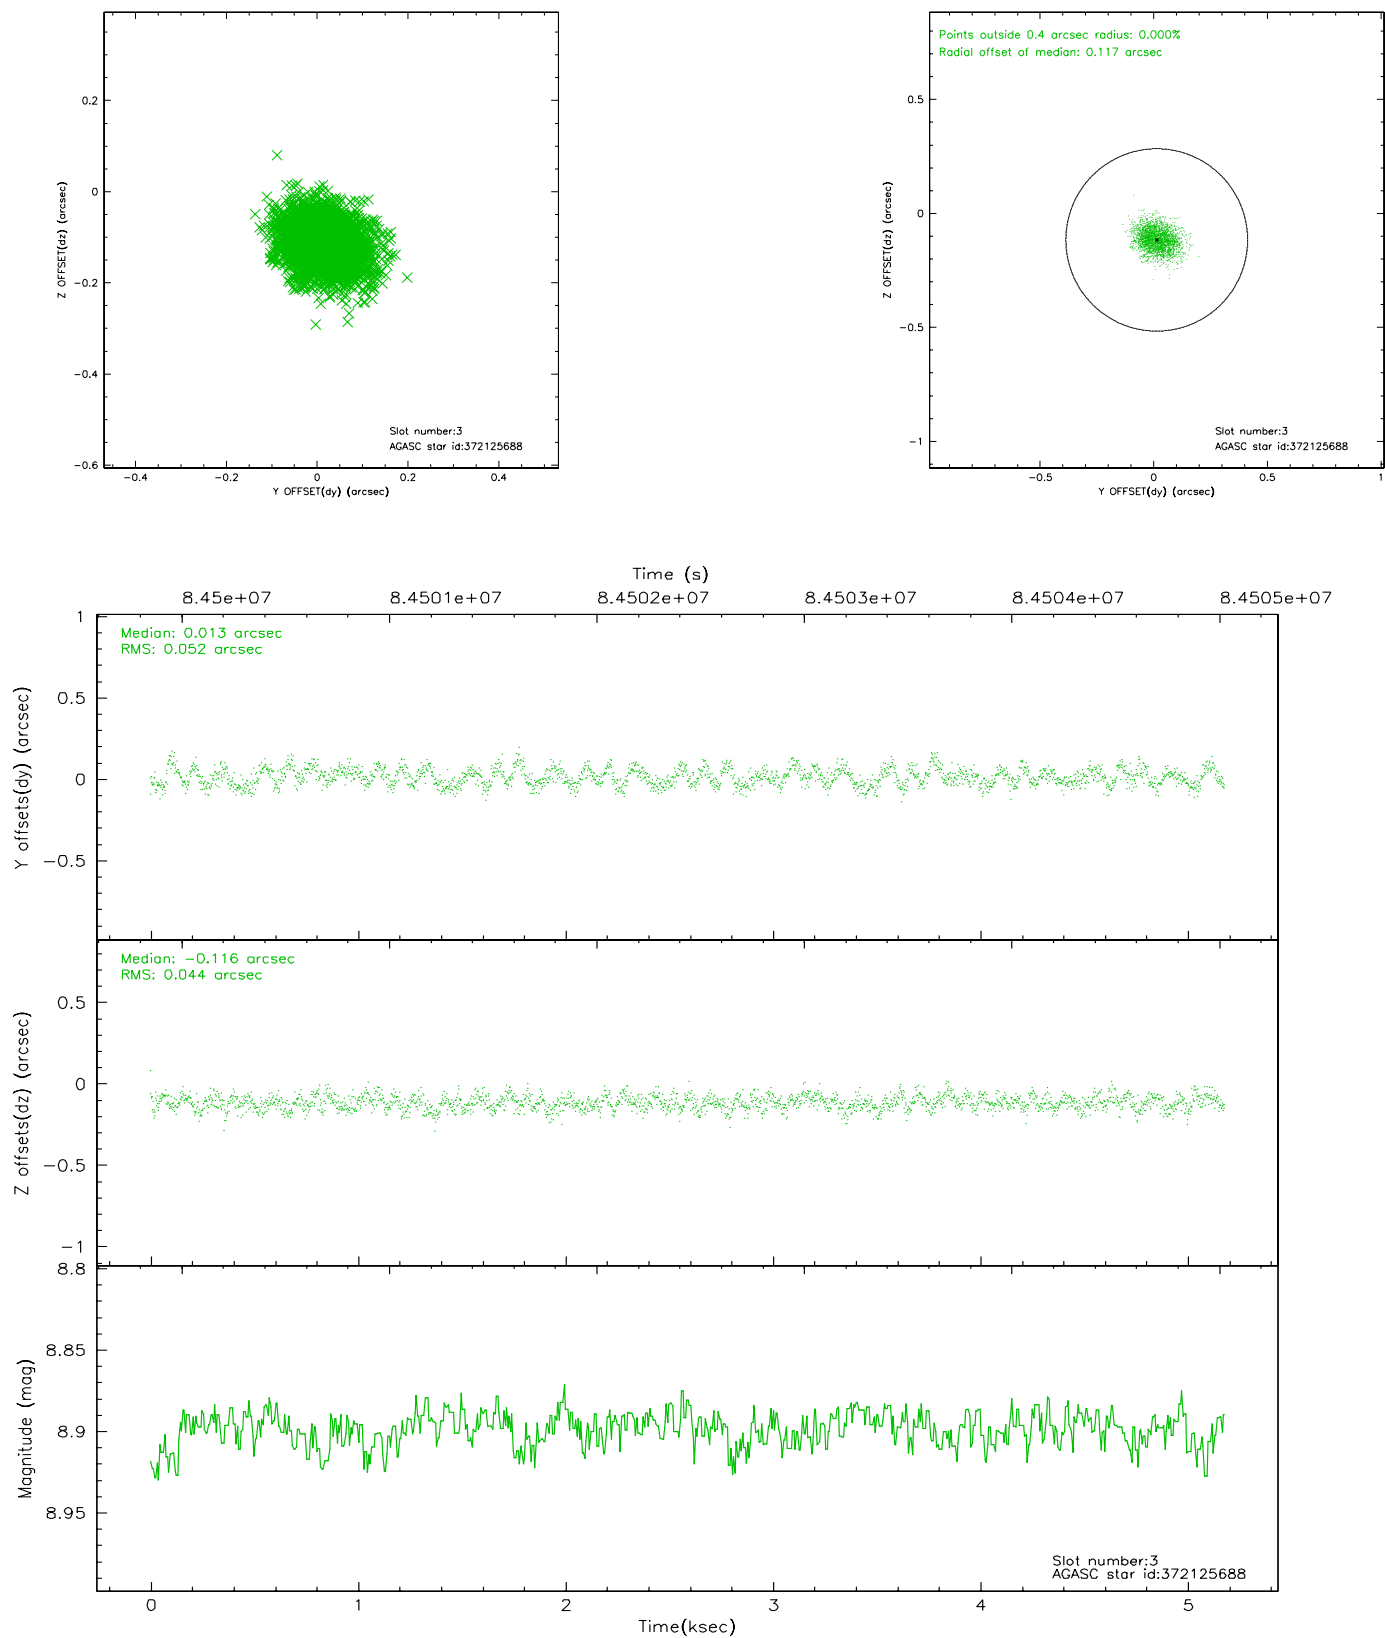 0.2
0
−0.2
−0.4
−0.6
Z OFFSET(dz) (arcsec)
Slot number:3
AGASC star id:372125688
−0.4 −0.2 0 0.2 0.4
Y OFFSET(dy) (arcsec)
Points outside 0.4 arcsec radius: 0.000%
Radial offset of median: 0.117 arcsec
0.5
0
−0.5
−1
Z OFFSET(dz) (arcsec)
Slot number:3
AGASC star id:372125688
−0.5 0 0.5 1
Y OFFSET(dy) (arcsec)
Time (s)
8.45e+07 8.4501e+07 8.4502e+07 8.4503e+07 8.4504e+07 8.4505e+07
Median: 0.013 arcsec
RMS: 0.052 arcsec
1
0.5
0
−0.5
Y offsets(dy) (arcsec)
Median: −0.116 arcsec
RMS: 0.044 arcsec
0.5
0
−0.5
−1
Z offsets(dz) (arcsec)
8.8
8.85
8.9
8.95
Magnitude (mag)
Slot number:3
AGASC star id:372125688
0 1 2 3 4 5
Time(ksec)